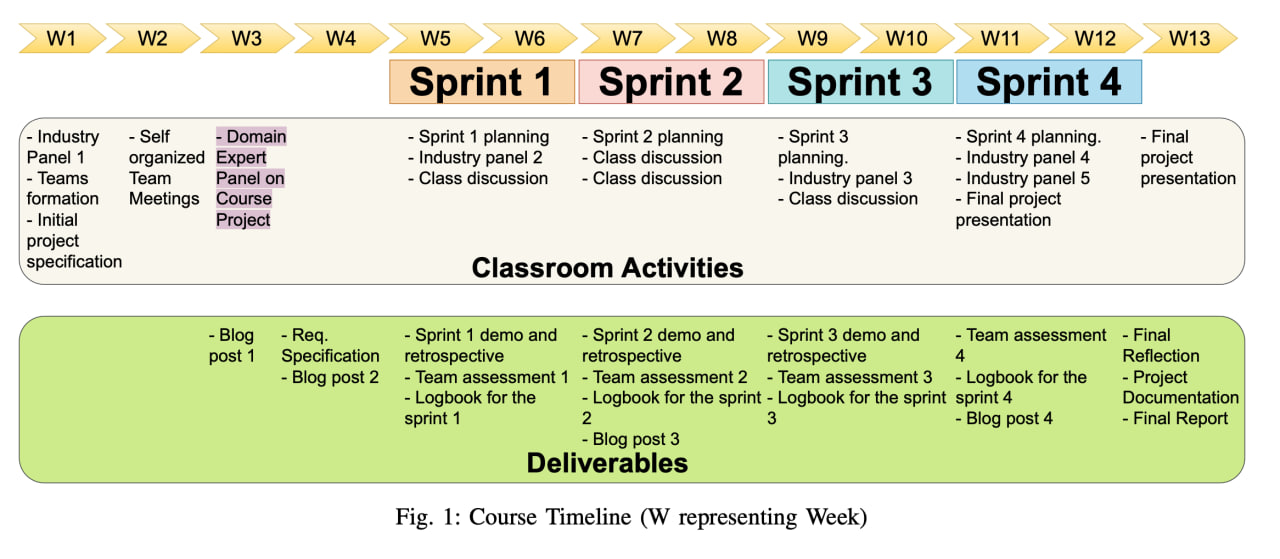 W1 W2 W3 W4 W5 W6 W7 W8 W9 W10 W11 W12 W13
Sprint 1 Sprint 2 Sprint 3 Sprint 4
- Industry
Panel 1
- Teams
formation
- Initial
project
specification
- Self
organized
Team
Meetings
- Domain
Expert
Panel on
Course
Project
- Sprint 1 planning
- Industry panel 2
- Class discussion
- Sprint 2 planning
- Class discussion
- Class discussion
- Sprint 3
planning.
- Industry panel 3
- Class discussion
- Sprint 4 planning.
- Industry panel 4
- Industry panel 5
- Final project
presentation
- Final
project
presentation
Classroom Activities
- Blog
post 1
- Req.
Specification
- Blog post 2
- Sprint 1 demo and
retrospective
- Team assessment 1
- Logbook for the
sprint 1
- Sprint 2 demo and
retrospective
- Team assessment 2
- Logbook for the sprint
2
- Blog post 3
- Sprint 3 demo and
retrospective
- Team assessment 3
- Logbook for the sprint
3
- Team assessment
4
- Logbook for the
sprint 4
- Blog post 4
- Final
Reflection
- Project
Documentation
- Final Report
Deliverables
Fig. 1: Course Timeline (W representing Week)